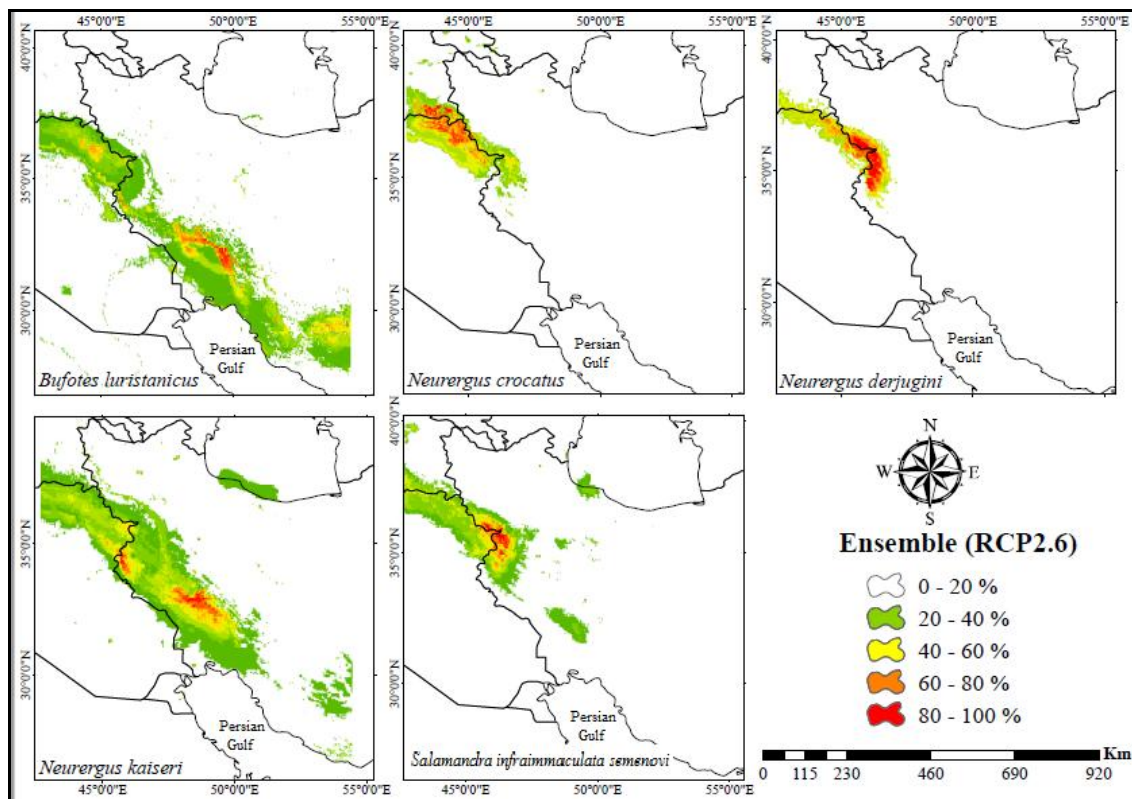 45°0'0"E 50°0'0"E 55°0'0"E 45°0'0"E 50°0'0"E 55°0'0"E 45°0'0"E 50°0'0"E 55°0'0"E
40°0'0"N
35°0'0"N
30°0'0"N
Persian
Gulf
Bufotes luristanicus
40°0'0"N
35°0'0"N
30°0'0"N
Persian
Gulf
Neurergus crocatus
40°0'0"N
35°0'0"N
30°0'0"N
Persian
Gulf
Neurergus derjugini
35°0'0"N
30°0'0"N
Persian
Gulf
Neurergus kaiseri
45°0'0"E 50°0'0"E 55°0'0"E
40°0'0"N
35°0'0"N
30°0'0"N
Persian
Gulf
Salamandra infraimmaculata semenovi
45°0'0"E 50°0'0"E 55°0'0"E
N
W E
S
Ensemble (RCP2.6)
0 - 20 %
20 - 40 %
40 - 60 %
60 - 80 %
80 - 100 %
Km
0 115 230 460 690 920